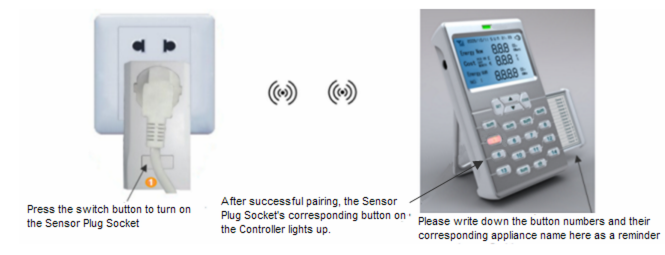 Press the switch button to turn on
the Sensor Plug Socket
After successful pairing, the Sensor
Plug Socket's corresponding button on
the Controller lights up.
Please write down the button numbers and their
corresponding appliance name here as a reminder
1